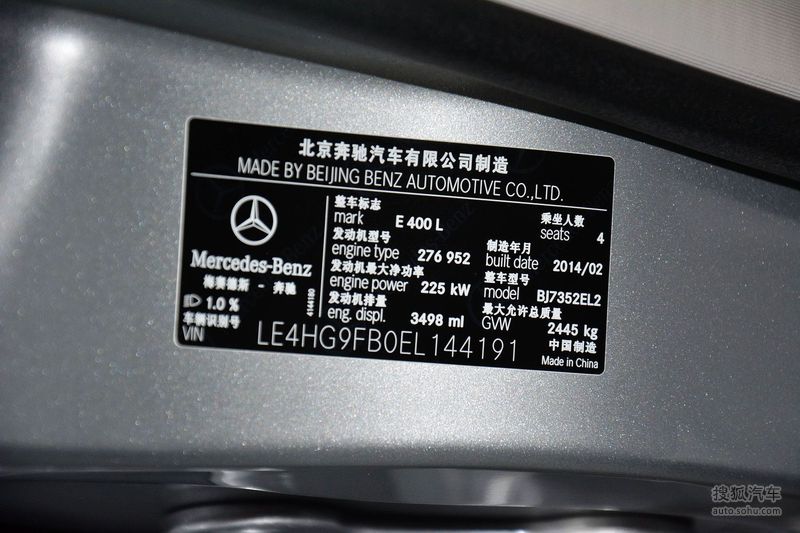 北京奔驰汽车有限公司制造
MADE BY BEIJING BENZ AUTOMOTIVE CO.,LTD.
Mercedes-Benz
梅赛德斯 - 奔驰
1.0 %
整车标志
mark E 400 L
乘坐人数
seats 4
发动机型号
engine type 276 952
制造年月
built date 2014/02
发动机最大净功率
engine power 225 kW
整车型号
model BJ7352EL2
发动机排量
eng. displ. 3498 ml
最大允许总质量
GVW 2445 kg
车辆识别号
VIN LE4HG9FB0EL144191
中国制造
Made in China
搜狐汽车
auto.sohu.com